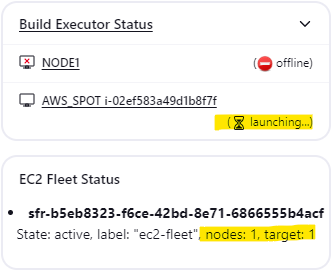 Build Executor Status
NODE1 (⛔ offline)
AWS_SPOT i-02ef583a49d1b8f7f
(⏳ launching...)
EC2 Fleet Status
• sfr-b5eb8323-f6ce-42bd-8e71-6866555b4acf
State: active, label: "ec2-fleet", nodes: 1, target: 1